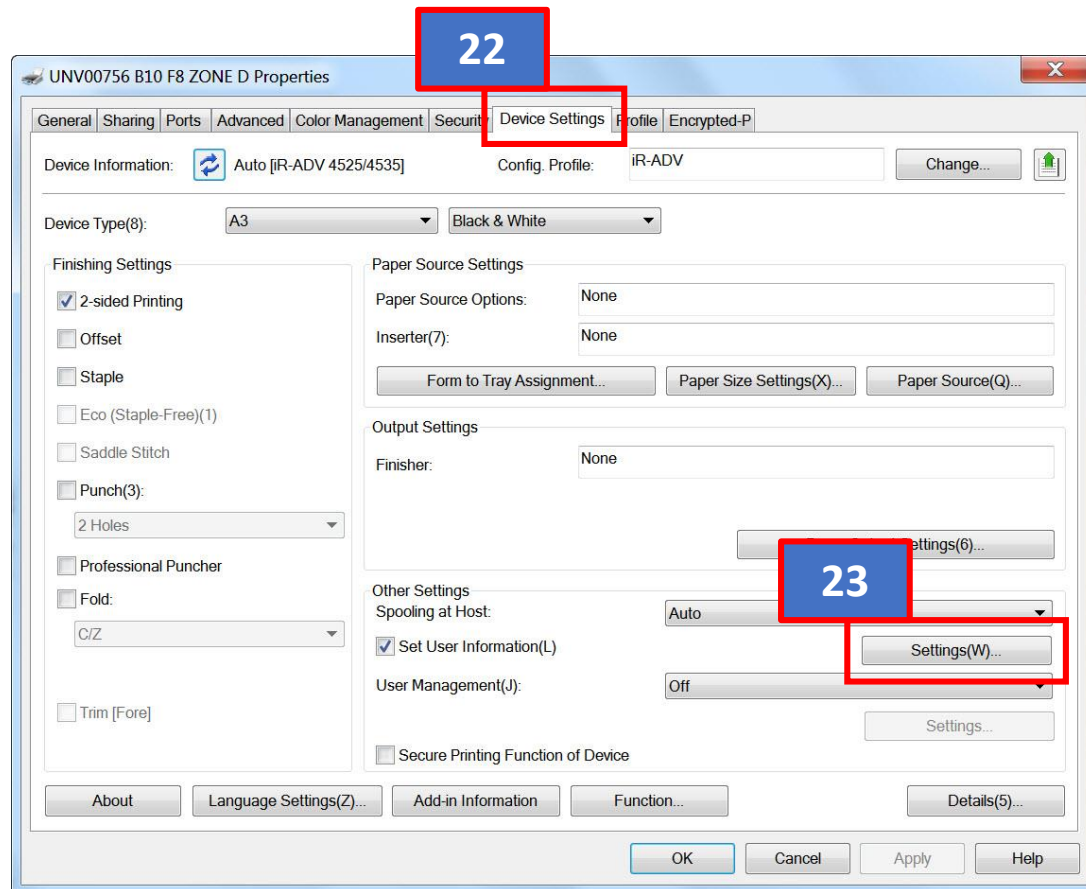 22
UNV00756 B10 F8 ZONE D Properties
General Sharing Ports Advanced Color Management Security Device Settings Profile Encrypted-P
Device Information: Auto [iR-ADV 4525/4535] Config. Profile: iR-ADV Change...
Device Type(8): A3 Black & White
Finishing Settings
2-sided Printing
Offset
Staple
Eco (Staple-Free)(1)
Saddle Stitch
Punch(3):
2 Holes
Professional Puncher
Fold:
C/Z
Trim [Fore]
Paper Source Settings
Paper Source Options: None
Inserter(7): None
Form to Tray Assignment... Paper Size Settings(X)... Paper Source(Q)...
Output Settings
Finisher: None
Settings(6)...
23
Other Settings
Spooling at Host: Auto
Set User Information(L) Settings(W)...
User Management(J): Off
Settings...
Secure Printing Function of Device
About Language Settings(Z)... Add-in Information Function... Details(5)...
OK Cancel Apply Help